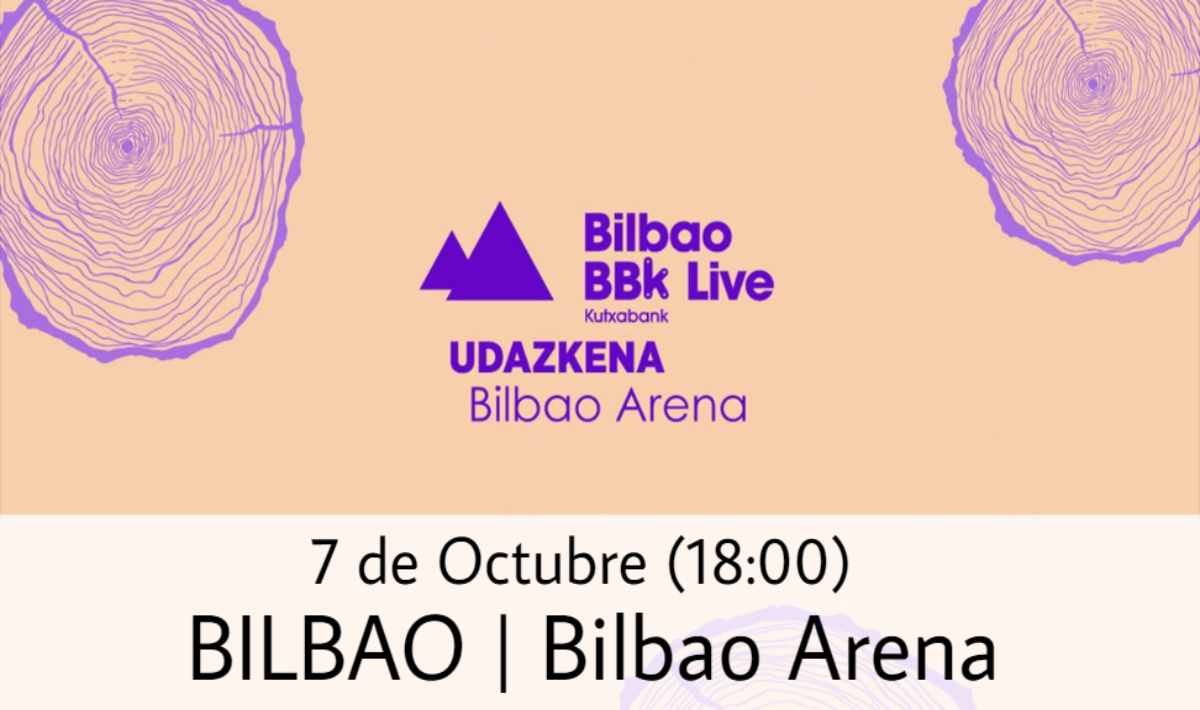 Bilbao
BBk Live
Kutxabank
UDAZKENA
Bilbao Arena
7 de Octubre (18:00)
BILBAO | Bilbao Arena